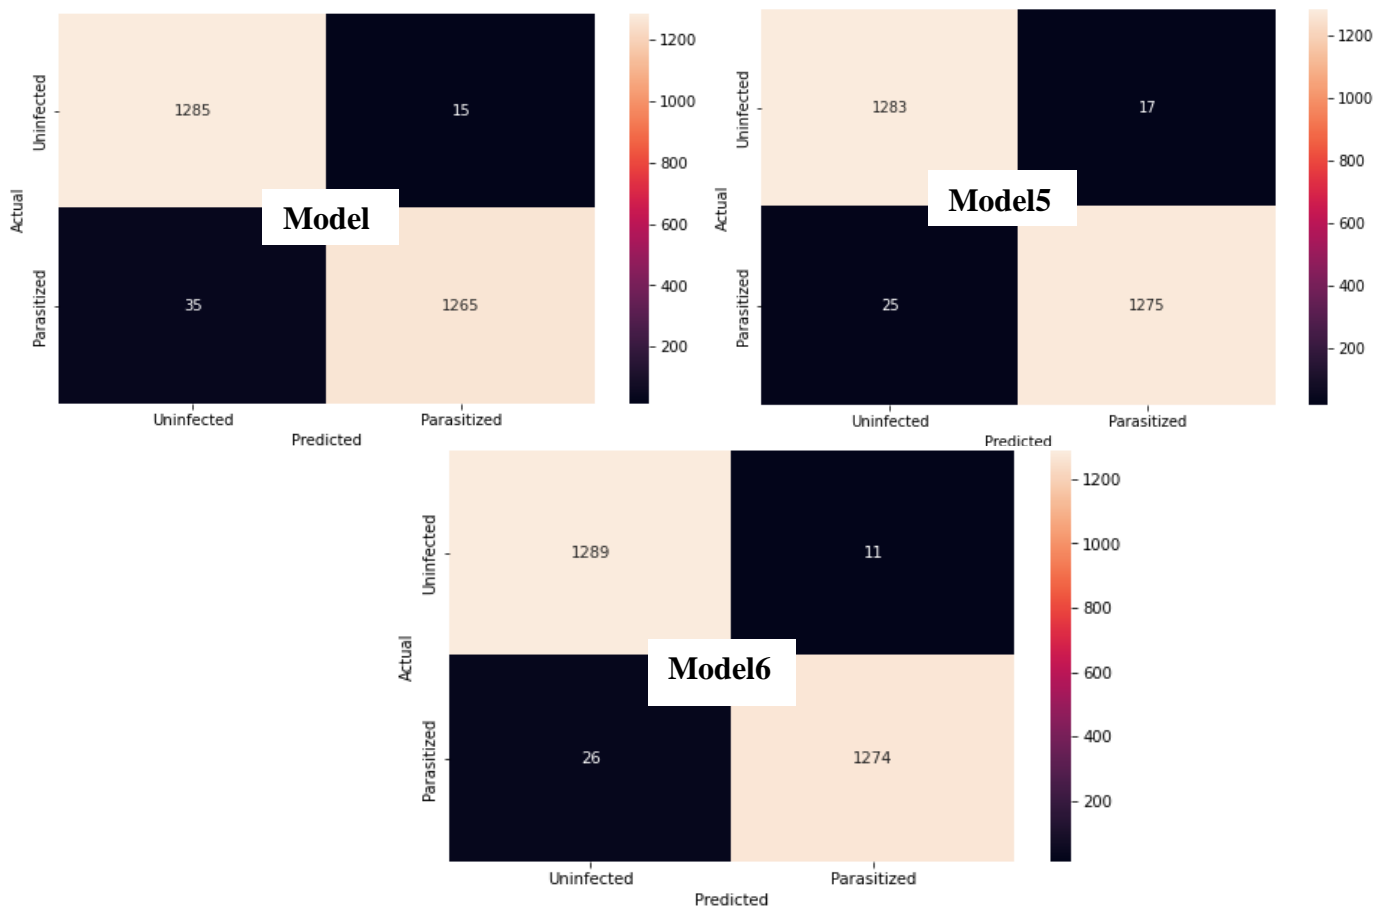 Actual
Uninfected
Parasitized
1285
15
35
1265
Model
Uninfected
Parasitized
Predicted
1200
1000
800
600
400
200
Actual
Uninfected
Parasitized
1283
17
25
1275
Model5
Uninfected
Parasitized
Predicted
1200
1000
800
600
400
200
Actual
Uninfected
Parasitized
1289
11
26
1274
Model6
Uninfected
Parasitized
Predicted
1200
1000
800
600
400
200